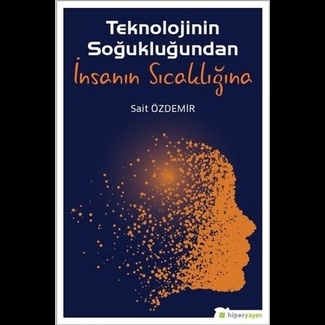 Teknolojinin
Soğukluğundan
İnsanın Sıcaklığına
Sait ÖZDEMİR
hiperyayın